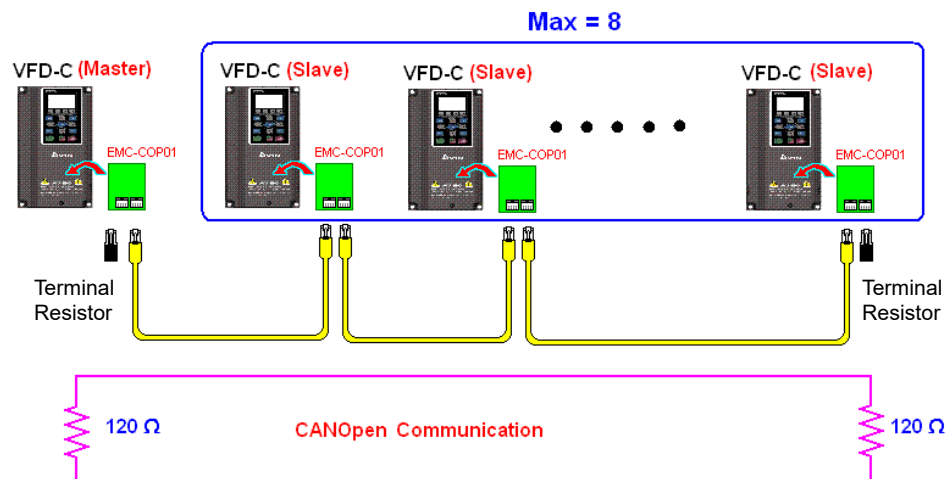 Max = 8
VFD-C (Master)
VFD-C (Slave)
VFD-C (Slave)
VFD-C (Slave)
EMC-COP01
EMC-COP01
EMC-COP01
EMC-COP01
Terminal
Resistor
Terminal
Resistor
120 Ω
CANOpen Communication
120 Ω